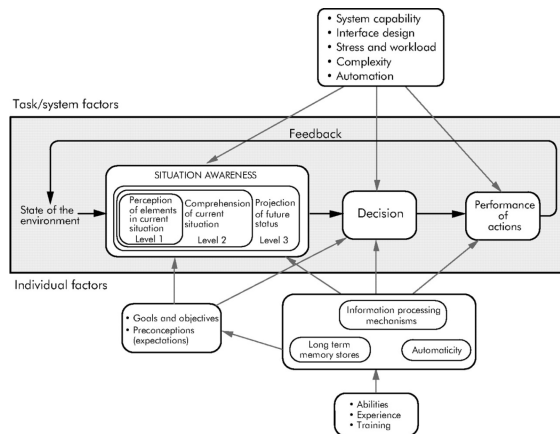 • System capability
• Interface design
• Stress and workload
• Complexity
• Automation
Task/system factors
Feedback
SITUATION AWARENESS
Perception
of elements
in current
situation
Level 1
Comprehension
of current
situation
Level 2
Projection
of future
status
Level 3
State of the
environment
Decision
Performance
of
actions
Individual factors
• Goals and objectives
• Preconceptions
(expectations)
Information processing
mechanisms
Long term
memory stores
Automaticity
• Abilities
• Experience
• Training